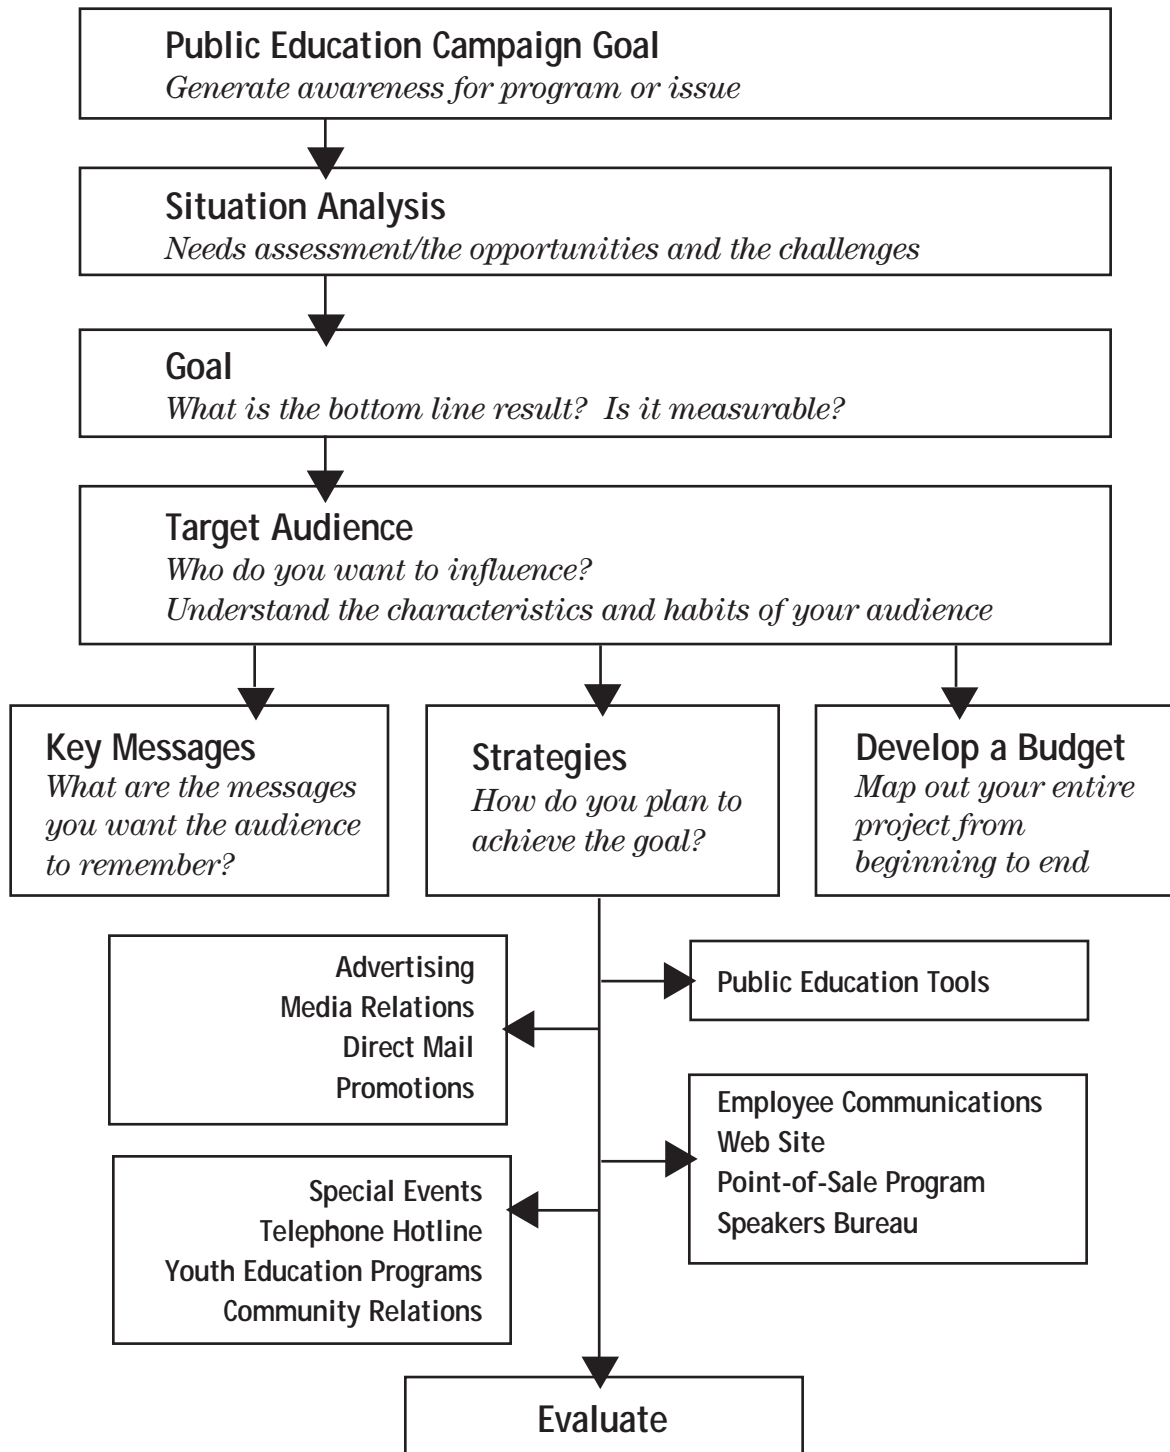 Public Education Campaign Goal
Generate awareness for program or issue
Situation Analysis
Needs assessment/the opportunities and the challenges
Goal
What is the bottom line result?  Is it measurable?
Target Audience
Who do you want to influence?
Understand the characteristics and habits of your audience
Key Messages
What are the messages
you want the audience
to remember?
Strategies
How do you plan to
achieve the goal?
Develop a Budget
Map out your entire
project from
beginning to end
Advertising
Media Relations
Direct Mail
Promotions
Public Education Tools
Employee Communications
Web Site
Point-of-Sale Program
Speakers Bureau
Special Events
Telephone Hotline
Youth Education Programs
Community Relations
Evaluate